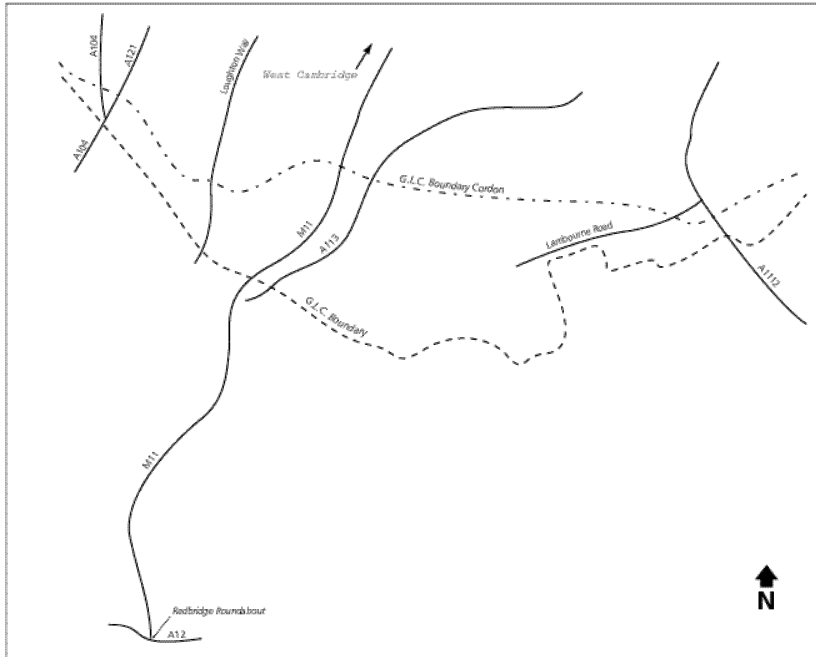 A104
A121
Loughton Way
West Cambridge
A104
G.L.C. Boundary Cordon
M11
A113
Lambourne Road
A1112
G.L.C. Boundary
M11
N
Redbridge Roundabout
A12